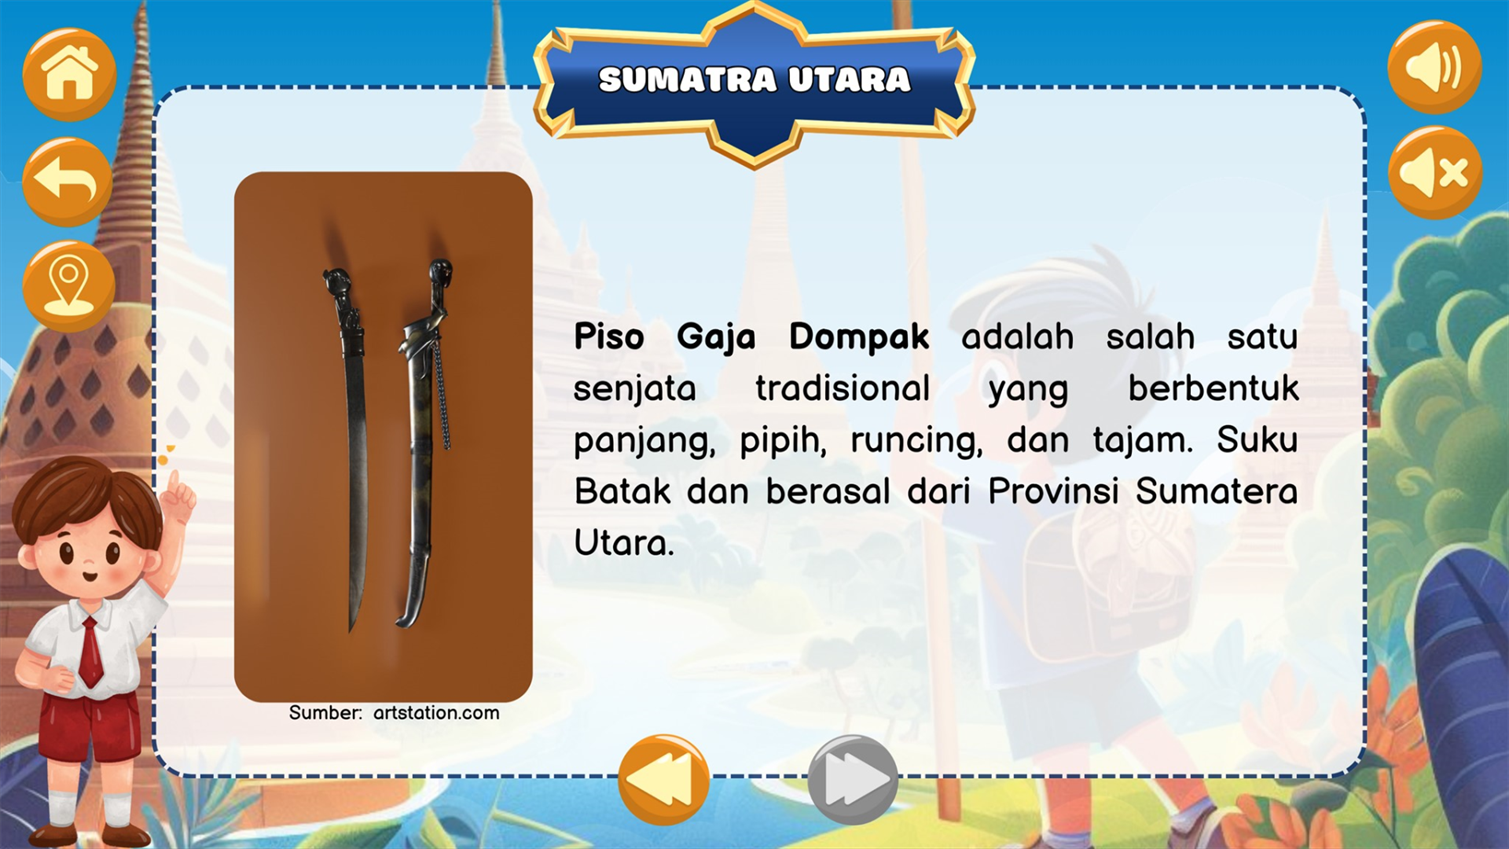 SUMATRA UTARA
Piso Gaja Dompak adalah salah satu
senjata tradisional yang berbentuk
panjang, pipih, runcing, dan tajam. Suku
Batak dan berasal dari Provinsi Sumatera
Utara.
Sumber: artstation.com